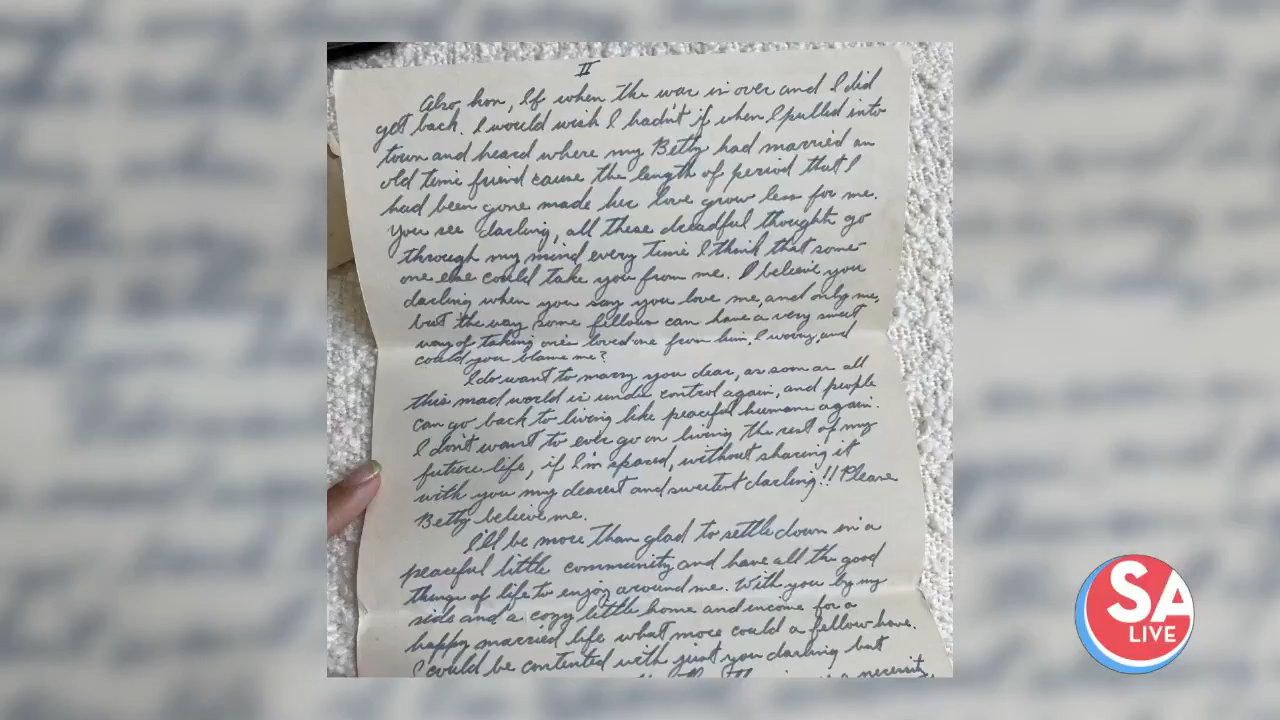 II
Also, hon, If when the war is over and I did
get back. I would wish I hadn't if when I pulled into
town and heard where my Betty had married an
old time friend cause the length of period that I
had been gone made her love grow less for me.
You see darling, all these dreadful thoughts go
through my mind every time I think that some-
one else could take you from me. I believe you
darling when you say you love me, and only me,
but the way some fellows can have a very sweet
way of taking one's loved one from him, I worry, and
could you blame me?
I do want to marry you dear, as soon as all
this mad world is under control again, and people
can go back to living like peaceful humans again.
I don't want to ever go on living the rest of my
future life, if I'm spared, without sharing it
with you my dearest and sweetest darling!! Please
Betty believe me.
I'll be more than glad to settle down in a
peaceful little community and have all the good
things of life to enjoy around me. With you by my
side and a cozy little home and income for a
happy married life what more could a fellow have.
I could be contented with just you darling but
a necessity
SA
LIVE